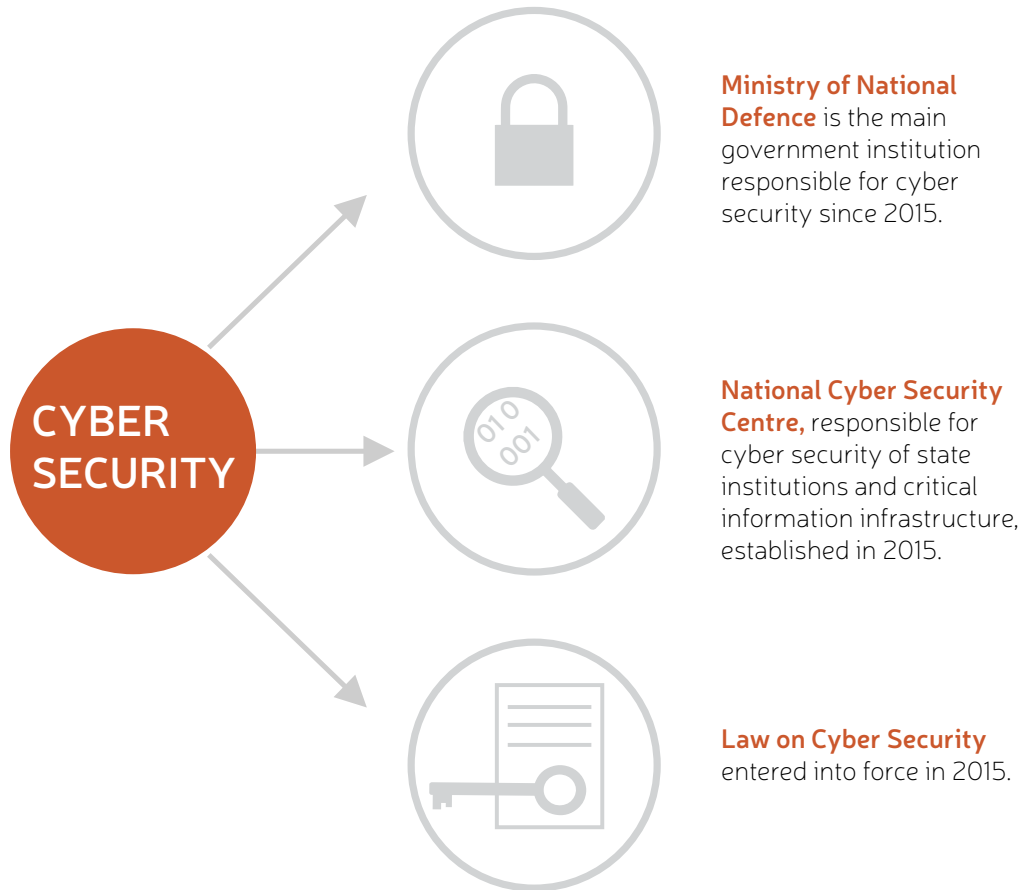 CYBER
SECURITY
Ministry of National
Defence is the main
government institution
responsible for cyber
security since 2015.
010
001
National Cyber Security
Centre, responsible for
cyber security of state
institutions and critical
information infrastructure,
established in 2015.
Law on Cyber Security
entered into force in 2015.